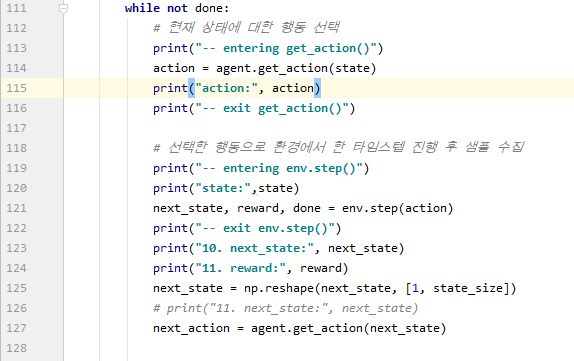 111 while not done:
112 # 현재 상태에 대한 행동 선택
113 print("-- entering get_action()")
114 action = agent.get_action(state)
115 print("action:", action)
116 print("-- exit get_action()")
117
118 # 선택한 행동으로 환경에서 한 타임스텝 진행 후 샘플 수집
119 print("-- entering env.step()")
120 print("state:",state)
121 next_state, reward, done = env.step(action)
122 print("-- exit env.step()")
123 print("10. next_state:", next_state)
124 print("11. reward:", reward)
125 next_state = np.reshape(next_state, [1, state_size])
126 # print("11. next_state:", next_state)
127 next_action = agent.get_action(next_state)
128